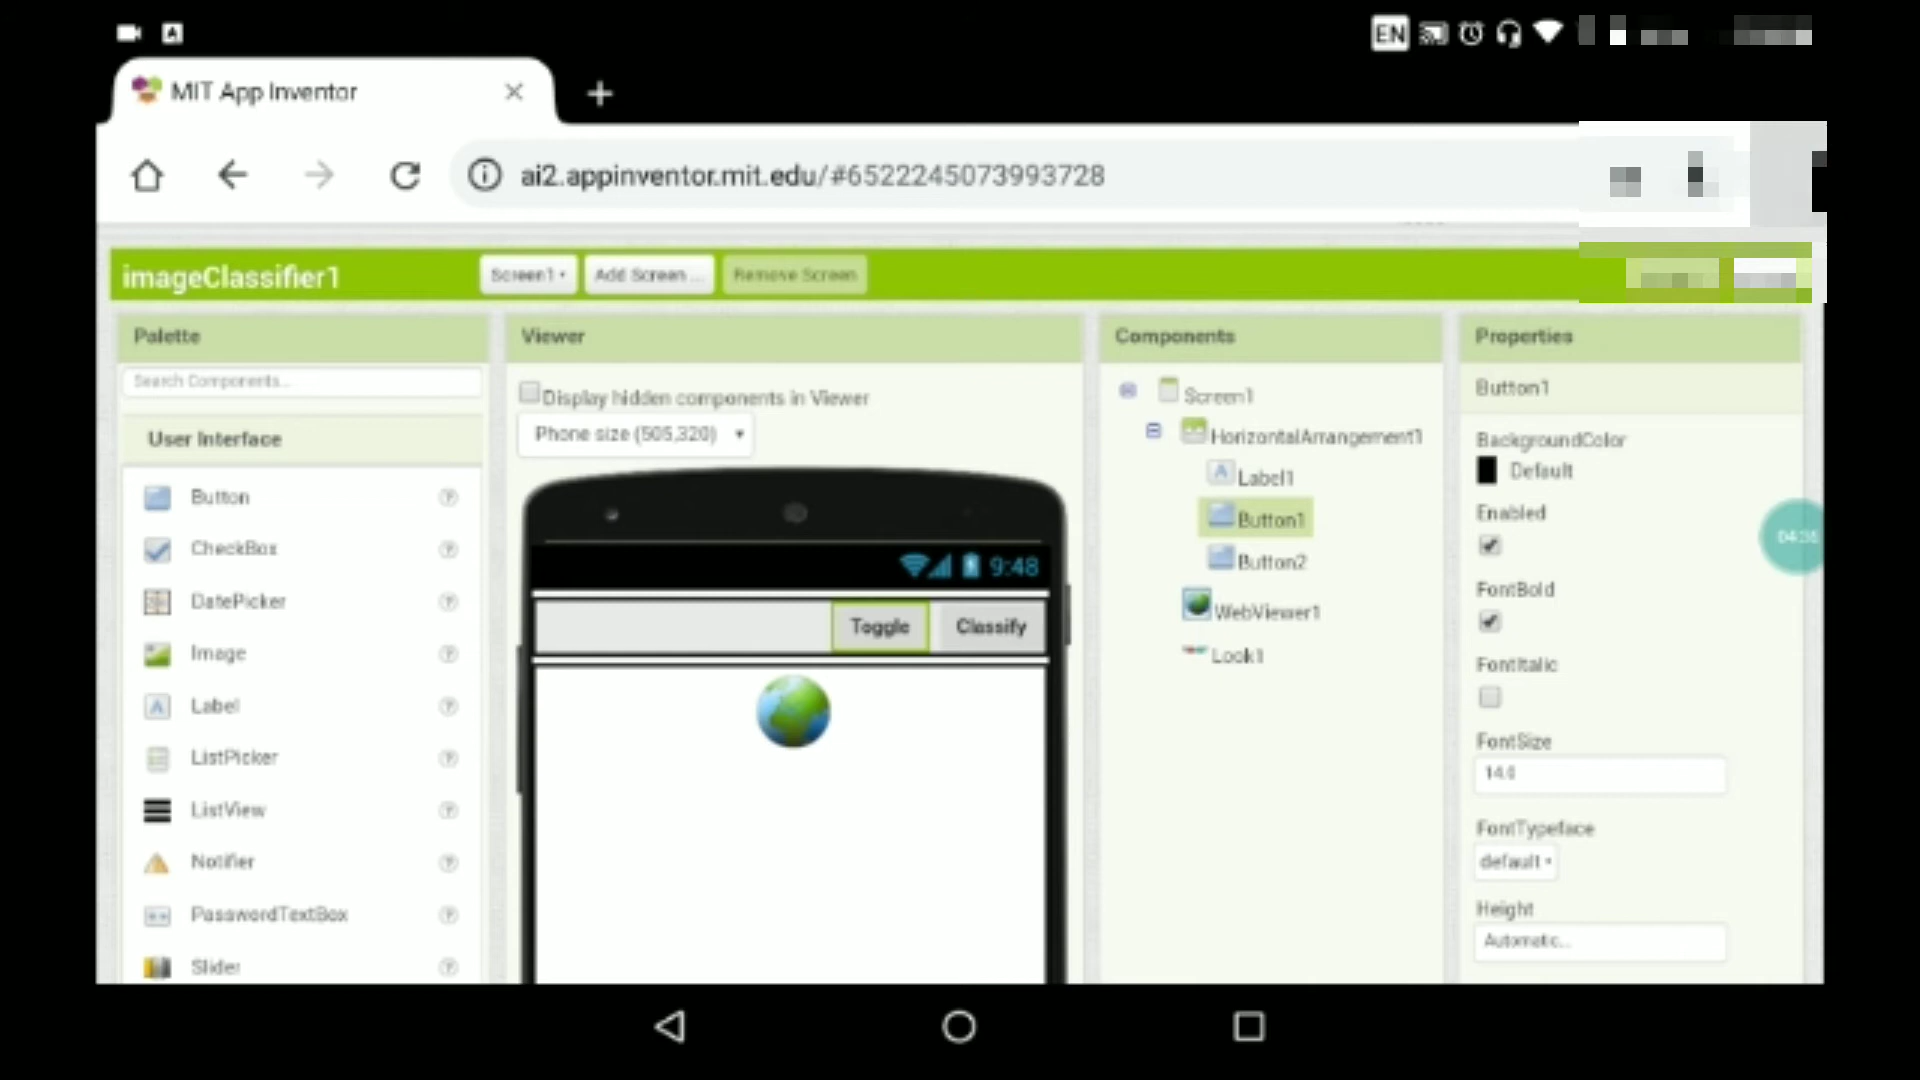 EN
MIT App Inventor
ai2.appinventor.mit.edu/#6522245073993728
imageClassifier1
Screen1
Add Screen ...
Remove Screen
Palette
Search Components...
User Interface
Button
CheckBox
DatePicker
Image
Label
ListPicker
ListView
Notifier
PasswordTextBox
Slider
Viewer
Display hidden components in Viewer
Phone size (505,320)
9:48
Toggle
Classify
Components
Screen1
HorizontalArrangement1
Label1
Button1
Button2
WebViewer1
Look1
Properties
Button1
BackgroundColor
Default
Enabled
FontBold
FontItalic
FontSize
14.0
FontTypeface
default
Height
Automatic...